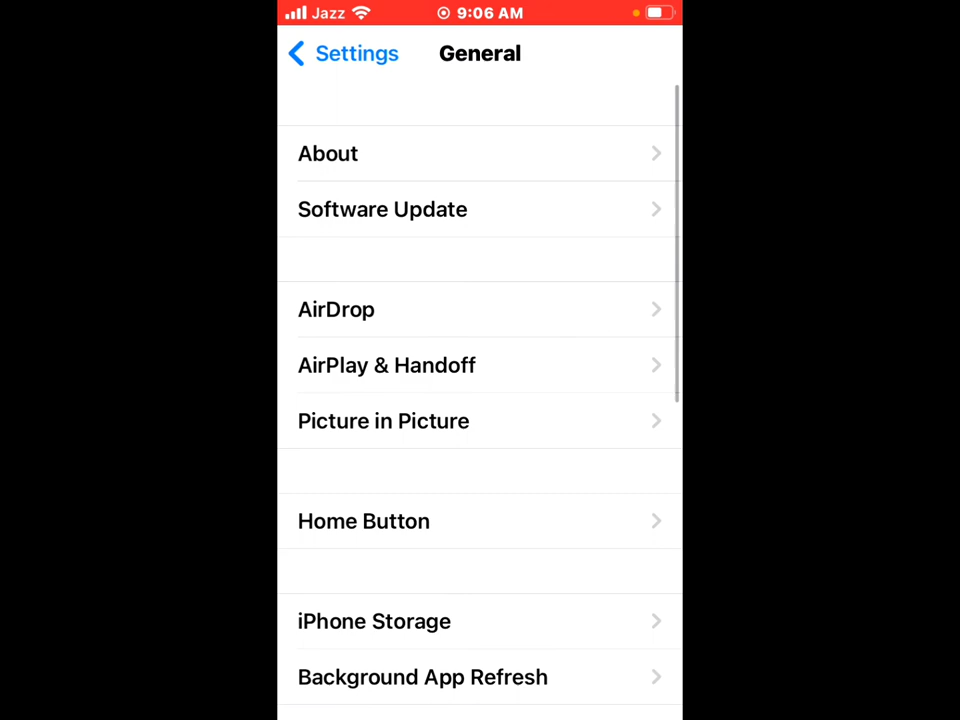 Jazz 9:06 AM
Settings General
About
Software Update
AirDrop
AirPlay & Handoff
Picture in Picture
Home Button
iPhone Storage
Background App Refresh